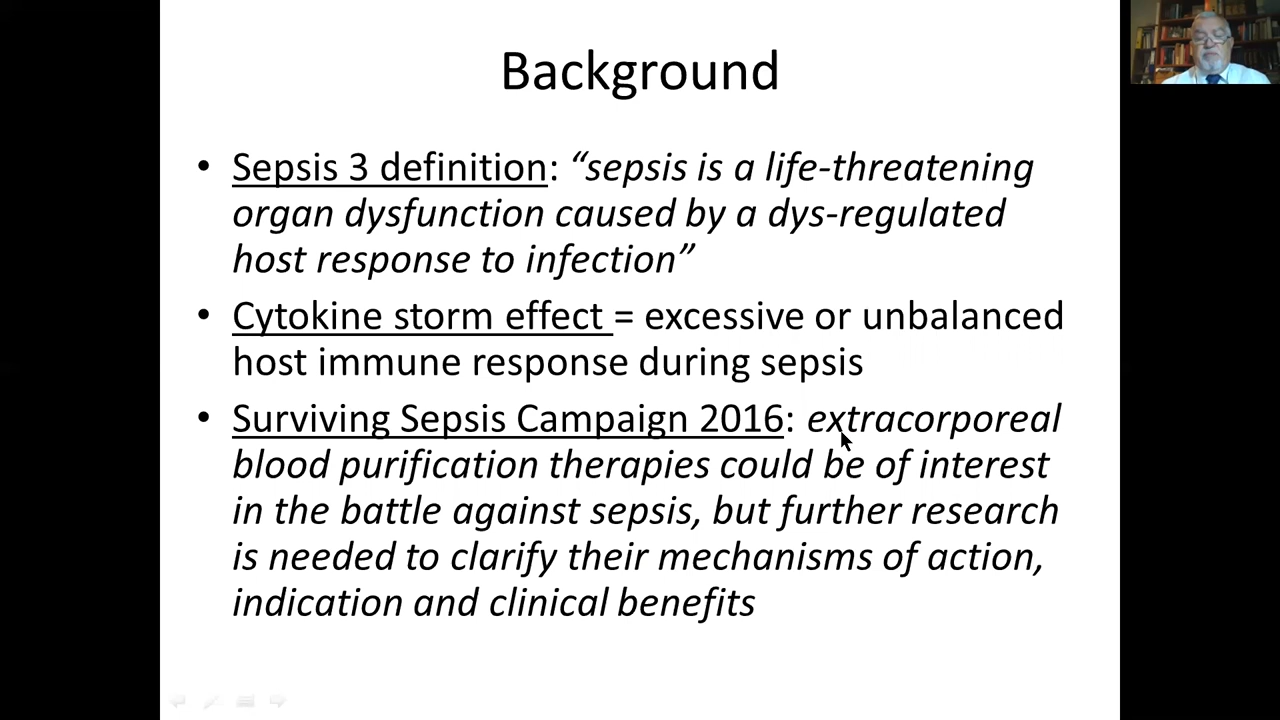 Background
• Sepsis 3 definition: “sepsis is a life-threatening
organ dysfunction caused by a dys-regulated
host response to infection”
• Cytokine storm effect = excessive or unbalanced
host immune response during sepsis
• Surviving Sepsis Campaign 2016: extracorporeal
blood purification therapies could be of interest
in the battle against sepsis, but further research
is needed to clarify their mechanisms of action,
indication and clinical benefits